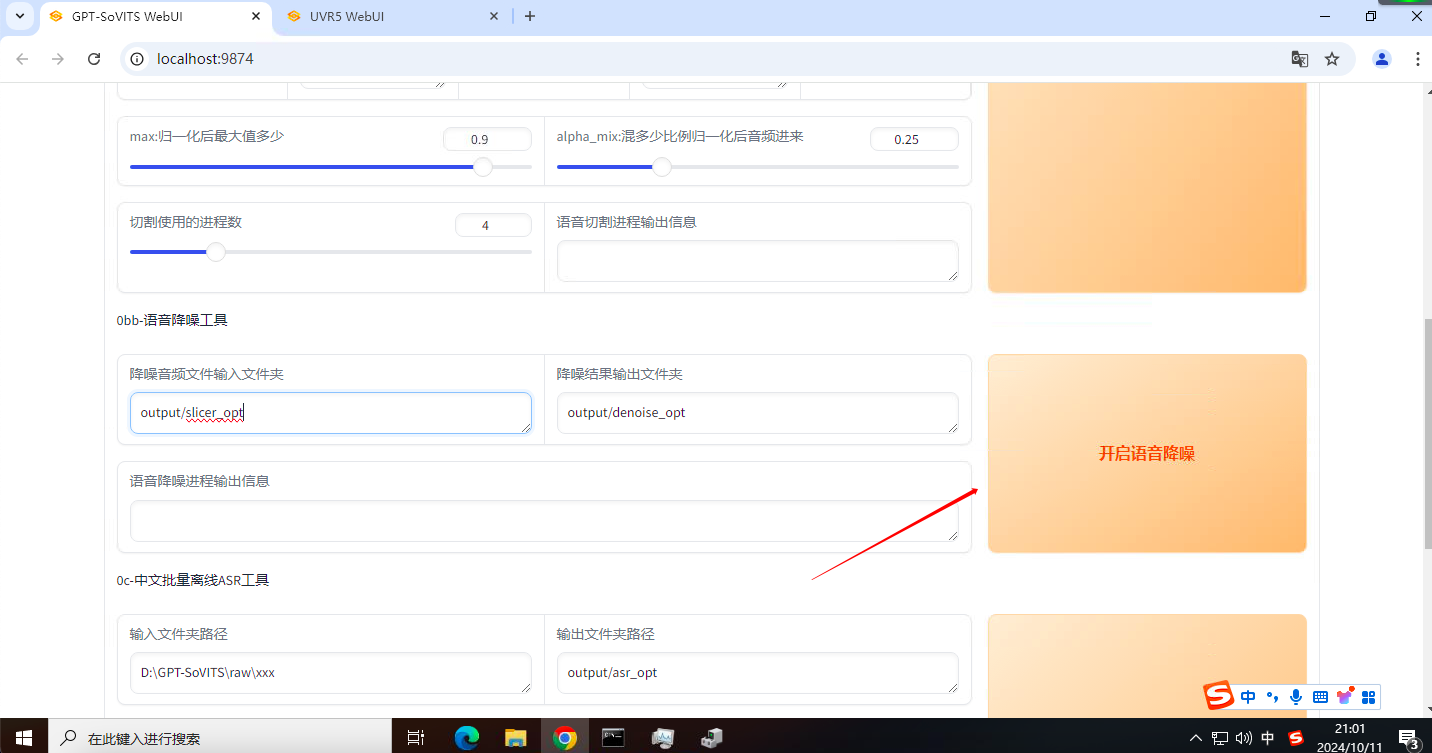 GPT-SoVITS WebUI
UVR5 WebUI
localhost:9874
max:归一化后最大值多少
0.9
alpha_mix:混多少比例归一化后音频进来
0.25
切割使用的进程数
4
语音切割进程输出信息
0bb-语音降噪工具
降噪音频文件输入文件夹
output/slicer_opt
降噪结果输出文件夹
output/denoise_opt
开启语音降噪
语音降噪进程输出信息
0c-中文批量离线ASR工具
输入文件夹路径
D:\GPT-SoVITS\raw\xxx
输出文件夹路径
output/asr_opt
中
在此键入进行搜索
中
21:01
2024/10/11
3